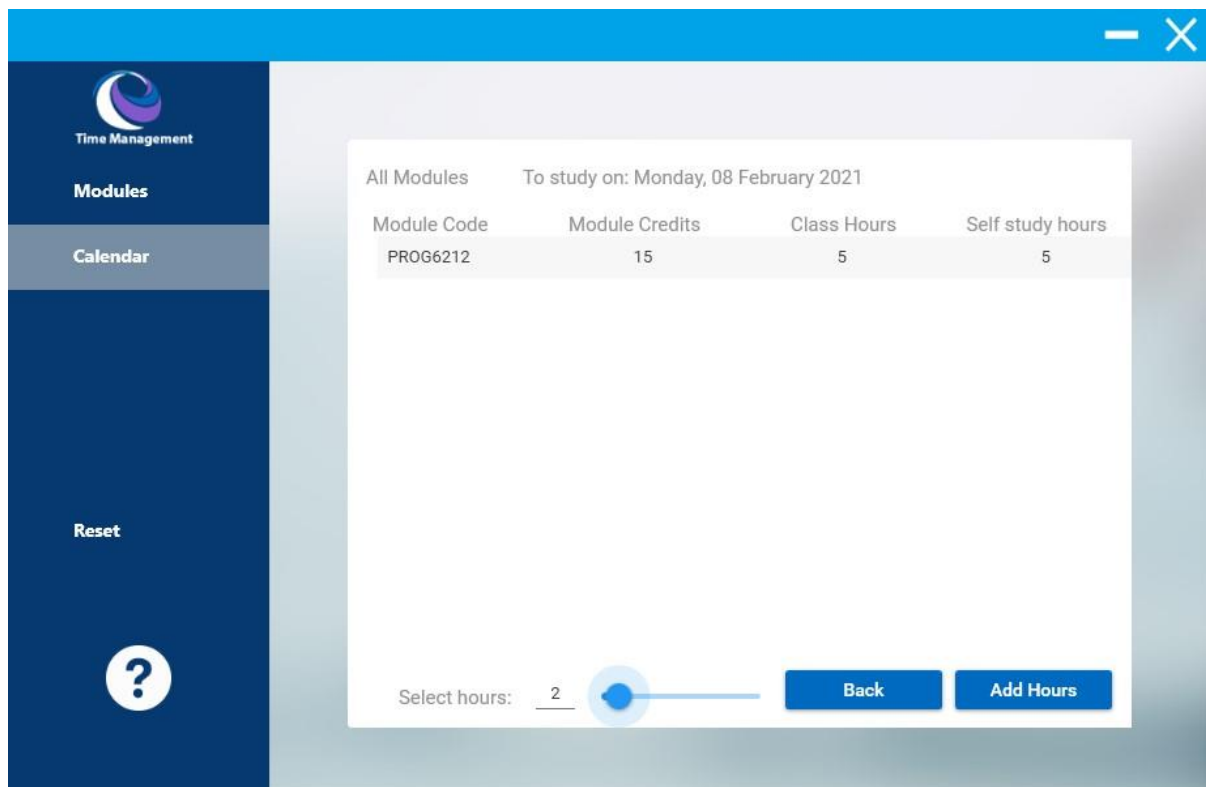 Time Management
Modules
Calendar
Reset
?
All Modules To study on: Monday, 08 February 2021
Module Code Module Credits Class Hours Self study hours
PROG6212 15 5 5
Select hours: 2 Back Add Hours